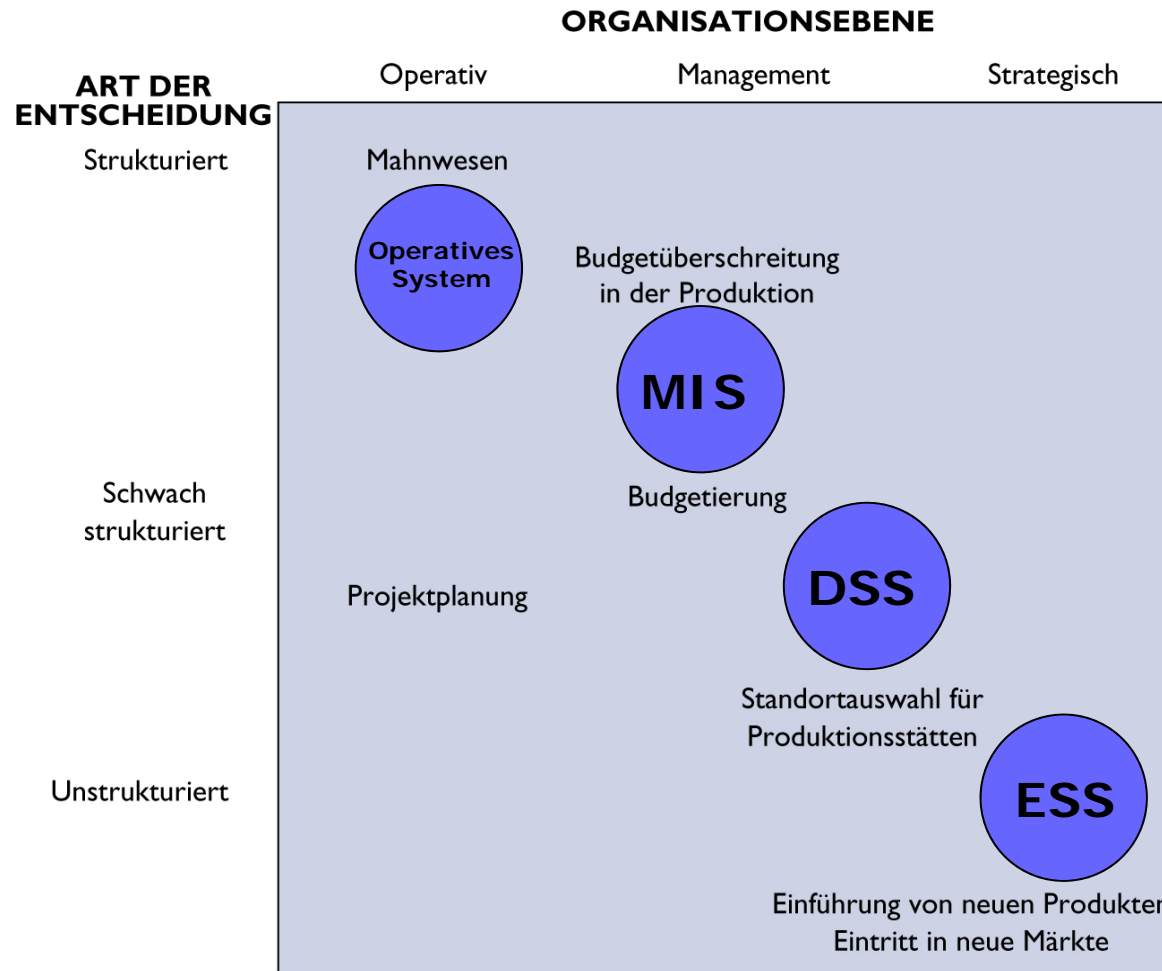 ORGANISATIONSEBENE
ART DER
ENTSCHEIDUNG
Operativ
Management
Strategisch
Strukturiert
Mahnwesen
Operatives
System
Budgetüberschreitung
in der Produktion
MIS
Schwach
strukturiert
Budgetierung
DSS
Projektplanung
Standortauswahl für
Produktionsstätten
Unstrukturiert
ESS
Einführung von neuen Produkten
Eintritt in neue Märkte